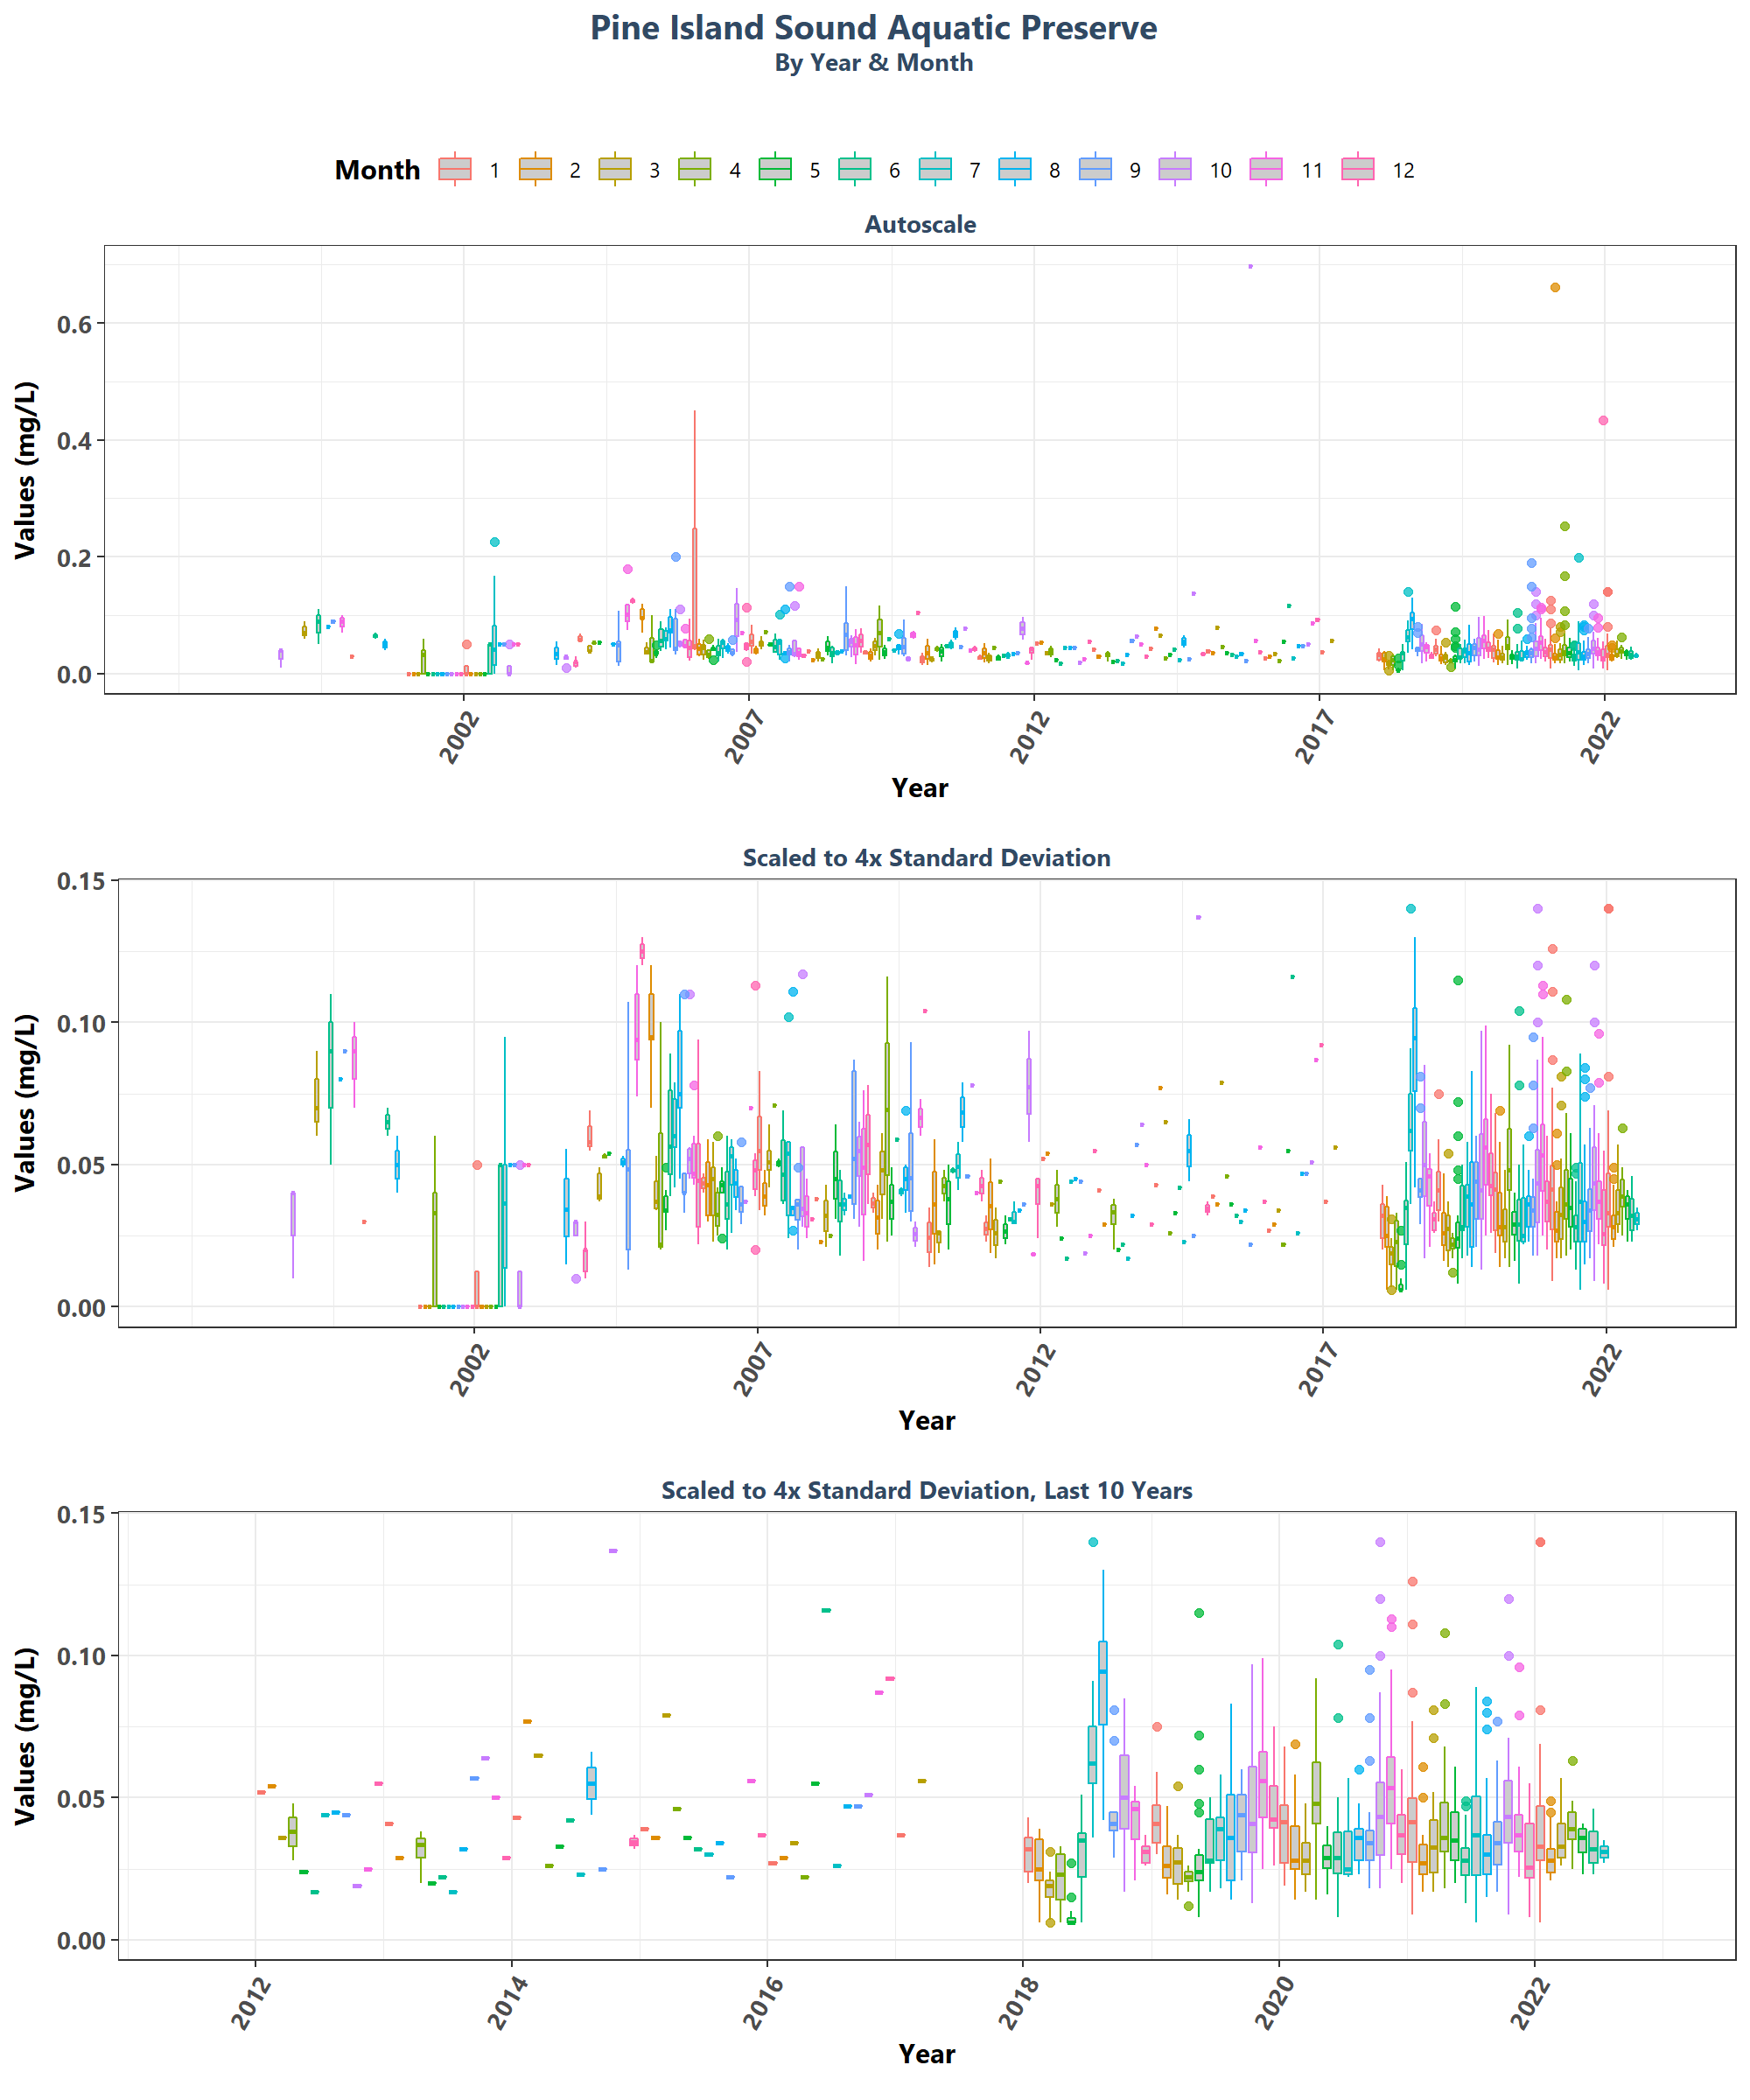 Pine Island Sound Aquatic Preserve
By Year & Month
Month 1 2 3 4 5 6 7 8 9 10 11 12
Autoscale
Values (mg/L)
0.6
0.4
0.2
0.0
2002 2007 2012 2017 2022
Year
Scaled to 4x Standard Deviation
Values (mg/L)
0.15
0.10
0.05
0.00
2002 2007 2012 2017 2022
Year
Scaled to 4x Standard Deviation, Last 10 Years
Values (mg/L)
0.15
0.10
0.05
0.00
2012 2014 2016 2018 2020 2022
Year